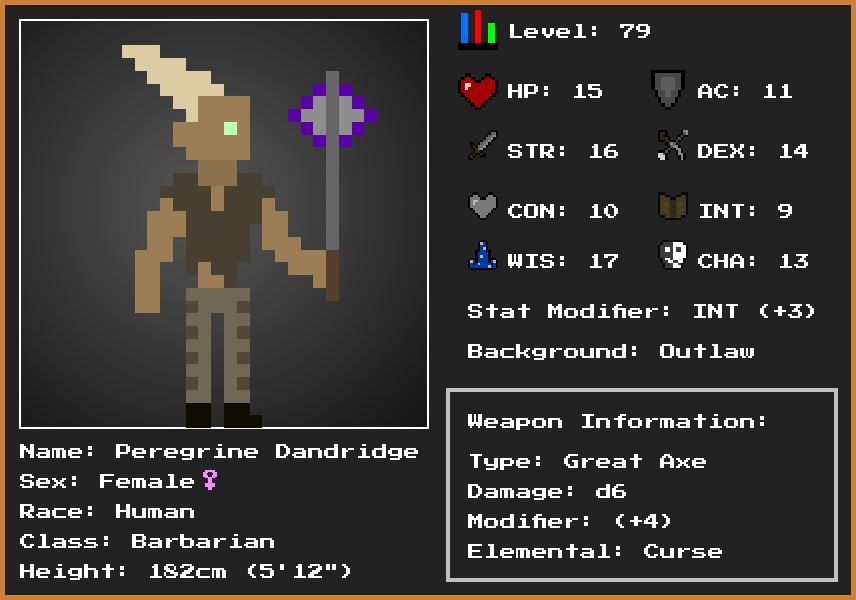 Level: 79
HP: 15 AC: 11
STR: 16 DEX: 14
CON: 10 INT: 9
WIS: 17 CHA: 13
Stat Modifier: INT (+3)
Background: Outlaw
Weapon Information:
Type: Great Axe
Damage: d6
Modifier: (+4)
Elemental: Curse
Name: Peregrine Dandridge
Sex: Female♀
Race: Human
Class: Barbarian
Height: 182cm (5'12")